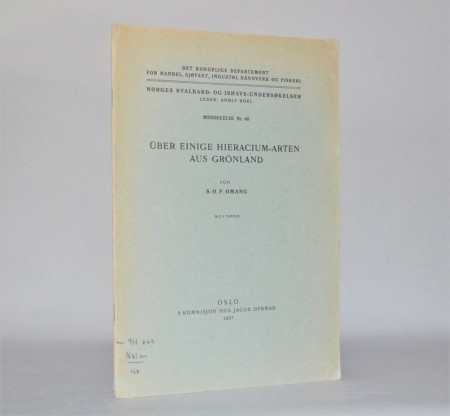 DET KONGELIGE DEPARTEMENT
FOR HANDEL, SJØFART, INDUSTRI, HÅNDVERK OG FISKERI
NORGES SVALBARD- OG ISHAVS-UNDERSØKELSER
LEDER: ADOLF HOEL
MEDDELELSE Nr. 40
ÜBER EINIGE HIERACIUM-ARTEN
AUS GRÖNLAND
VON
S. O. F. OMANG
MIT 5 TAFELN
OSLO
I KOMMISJON HOS JACOB DYBWAD
1937